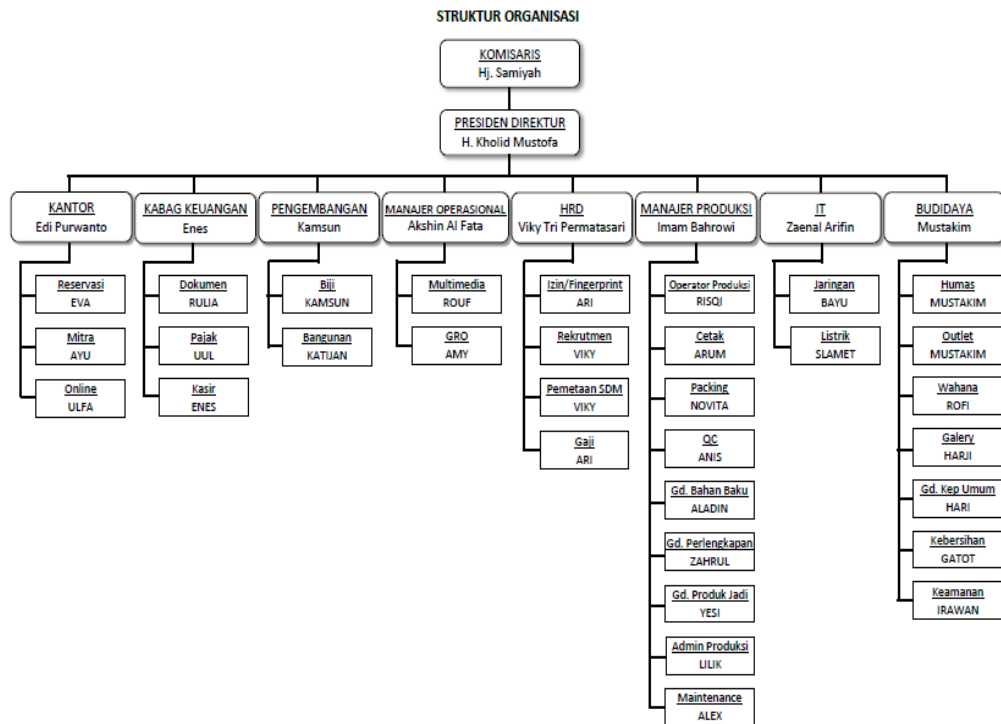 STRUKTUR ORGANISASI
KOMISARIS
Hj. Samiyah
PRESIDEN DIREKTUR
H. Kholid Mustofa
KANTOR
Edi Purwanto
Reservasi
EVA
Mitra
AYU
Online
ULFA
KABAG KEUANGAN
Enes
Dokumen
RULIA
Pajak
UUL
Kasir
ENES
PENGEMBANGAN
Kamsun
Biji
KAMSUN
Bangunan
KATIJAN
MANAJER OPERASIONAL
Akshin Al Fata
Multimedia
ROUF
GRO
AMY
HRD
Viky Tri Permatasari
Izin/Fingerprint
ARI
Rekrutmen
VIKY
Pemetaan SDM
VIKY
Gaji
ARI
MANAJER PRODUKSI
Imam Bahrowi
Operator Produksi
RISQI
Cetak
ARUM
Packing
NOVITA
QC
ANIS
Gd. Bahan Baku
ALADIN
Gd. Perlengkapan
ZAHRUL
Gd. Produk Jadi
YESI
Admin Produksi
LILIK
Maintenance
ALEX
IT
Zaenal Arifin
Jaringan
BAYU
Listrik
SLAMET
BUDIDAYA
Mustakim
Humas
MUSTAKIM
Outlet
MUSTAKIM
Wahana
ROFI
Galery
HARJI
Gd. Kep Umum
HARI
Kebersihan
GATOT
Keamanan
IRAWAN